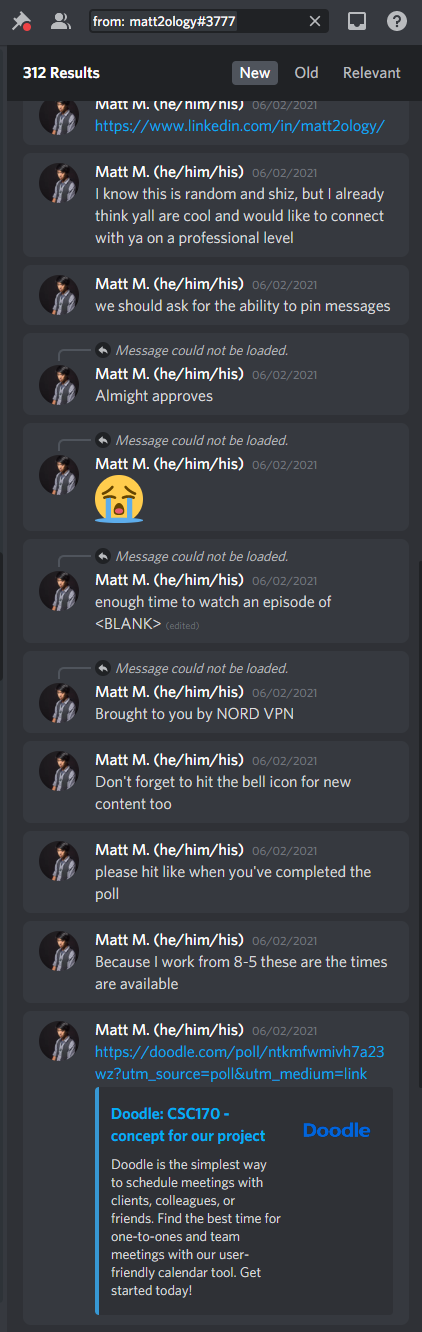 from: matt2ology#3777
312 Results
New
Old
Relevant
Matt M. (he/him/his) 06/02/2021
https://www.linkedin.com/in/matt2ology/
Matt M. (he/him/his) 06/02/2021
I know this is random and shiz, but I already
think yall are cool and would like to connect
with ya on a professional level
Matt M. (he/him/his) 06/02/2021
we should ask for the ability to pin messages
Message could not be loaded.
Matt M. (he/him/his) 06/02/2021
Almight approves
Message could not be loaded.
Matt M. (he/him/his) 06/02/2021
Message could not be loaded.
Matt M. (he/him/his) 06/02/2021
enough time to watch an episode of
<BLANK> (edited)
Message could not be loaded.
Matt M. (he/him/his) 06/02/2021
Brought to you by NORD VPN
Matt M. (he/him/his) 06/02/2021
Don't forget to hit the bell icon for new
content too
Matt M. (he/him/his) 06/02/2021
please hit like when you've completed the
poll
Matt M. (he/him/his) 06/02/2021
Because I work from 8-5 these are the times
are available
Matt M. (he/him/his) 06/02/2021
https://doodle.com/poll/ntkmfwmivh7a23
wz?utm_source=poll&utm_medium=link
Doodle: CSC170 -
concept for our project
Doodle
Doodle is the simplest way
to schedule meetings with
clients, colleagues, or
friends. Find the best time for
one-to-ones and team
meetings with our user-
friendly calendar tool. Get
started today!